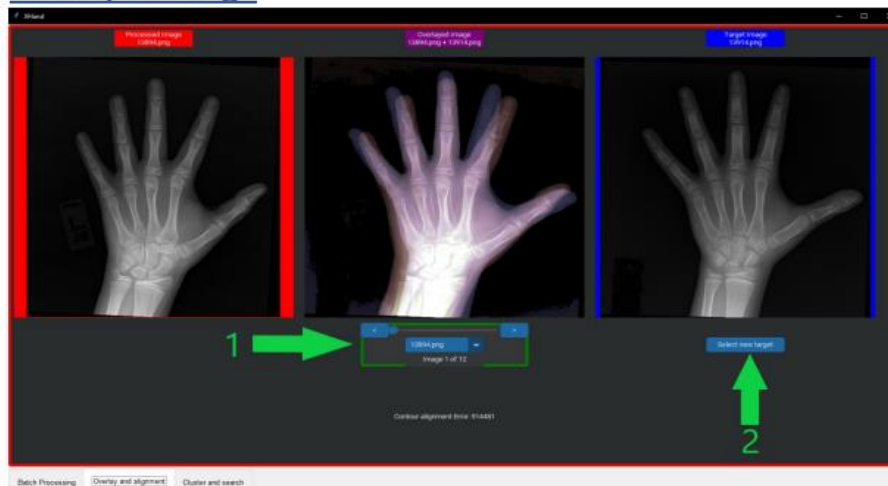 XHand
Processed Image
13894.png
Overlayed Image
13894.png + 13914.png
Target Image
13914.png
<
>
13894.png
Image 1 of 12
Select new target
1
2
Contour alignment Error: 914481
Batch Processing
Overlay and alignment
Cluster and search